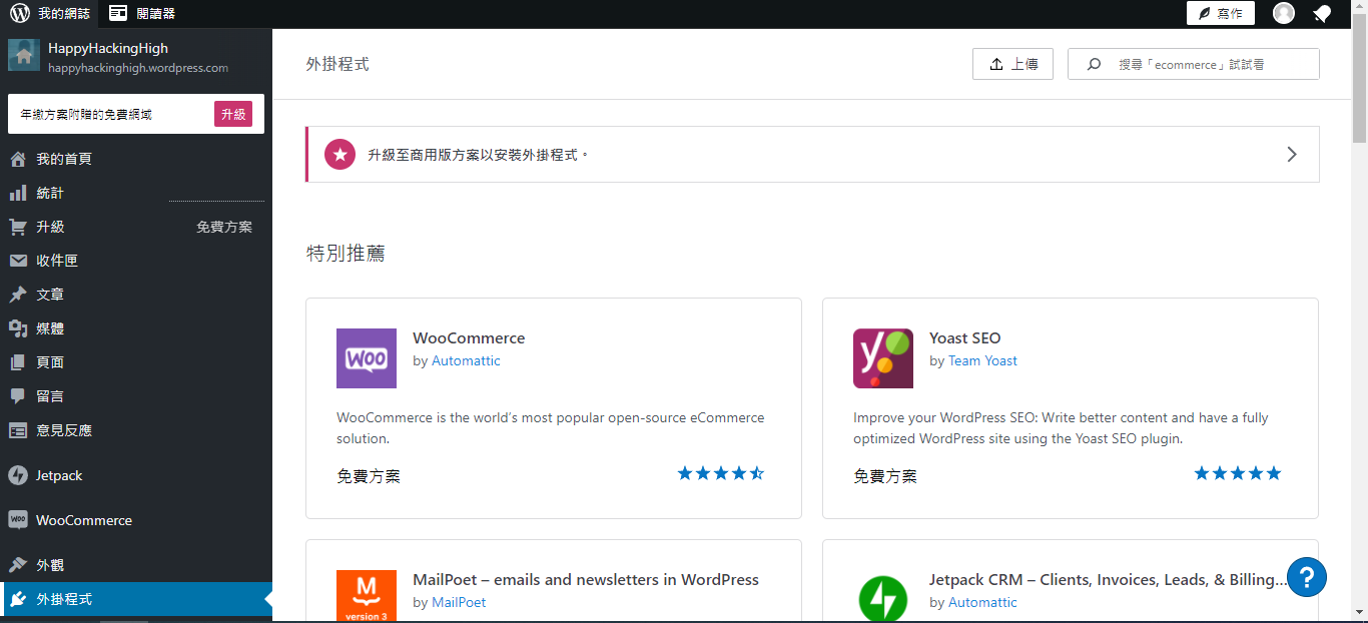 我的網誌
閱讀器
寫作
HappyHackingHigh
happyhackinghigh.wordpress.com
年繳方案附贈的免費網域
升級
我的首頁
統計
升級
免費方案
收件匣
文章
媒體
頁面
留言
意見反應
Jetpack
WooCommerce
外觀
外掛程式
外掛程式
上傳
搜尋「ecommerce」試試看
升級至商用版方案以安裝外掛程式。
特別推薦
WOO
WooCommerce
by Automattic
WooCommerce is the world's most popular open-source eCommerce
solution.
免費方案
y
Yoast SEO
by Team Yoast
Improve your WordPress SEO: Write better content and have a fully
optimized WordPress site using the Yoast SEO plugin.
免費方案
M
version 3
MailPoet – emails and newsletters in WordPress
by MailPoet
Jetpack CRM – Clients, Invoices, Leads, & Billing...
by Automattic
?